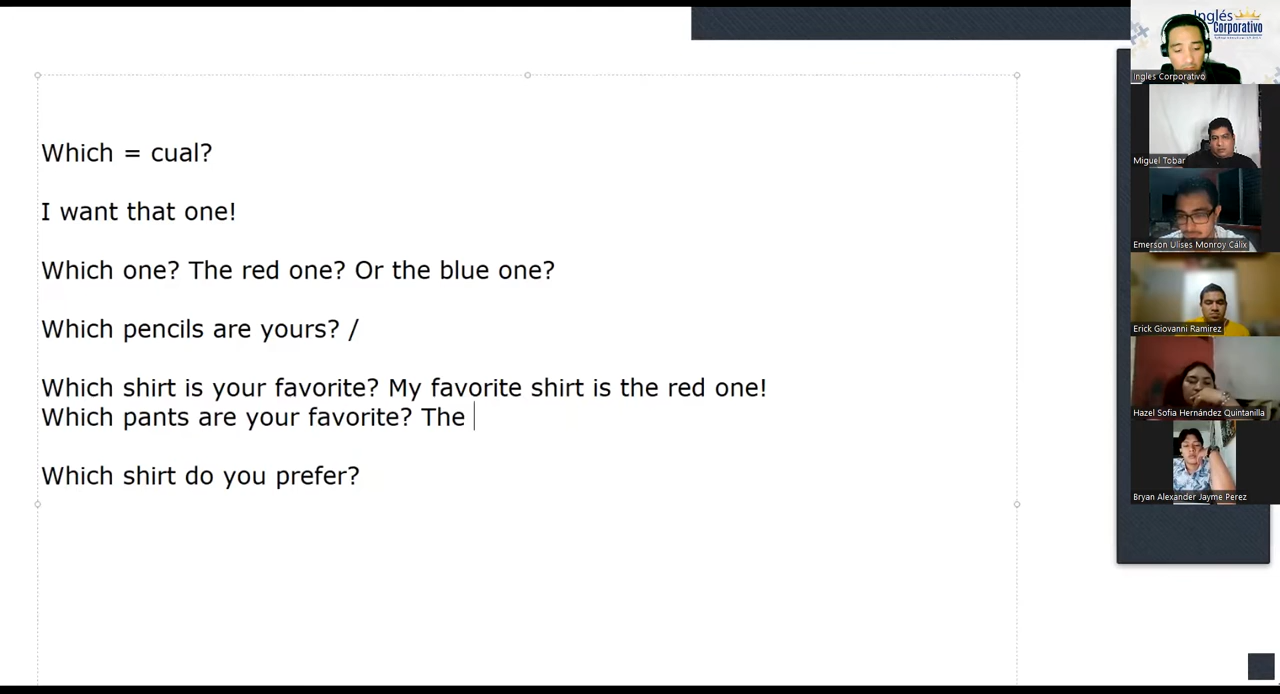 Inglés
Corporativo
Ingles Corporativo
Which = cual?
I want that one!
Which one? The red one? Or the blue one?
Which pencils are yours? /
Which shirt is your favorite? My favorite shirt is the red one!
Which pants are your favorite? The
Which shirt do you prefer?
Miguel Tobar
Emerson Ulises Monroy Cálix
Erick Giovanni Ramirez
Hazel Sofia Hernández Quintanilla
Bryan Alexander Jayme Perez